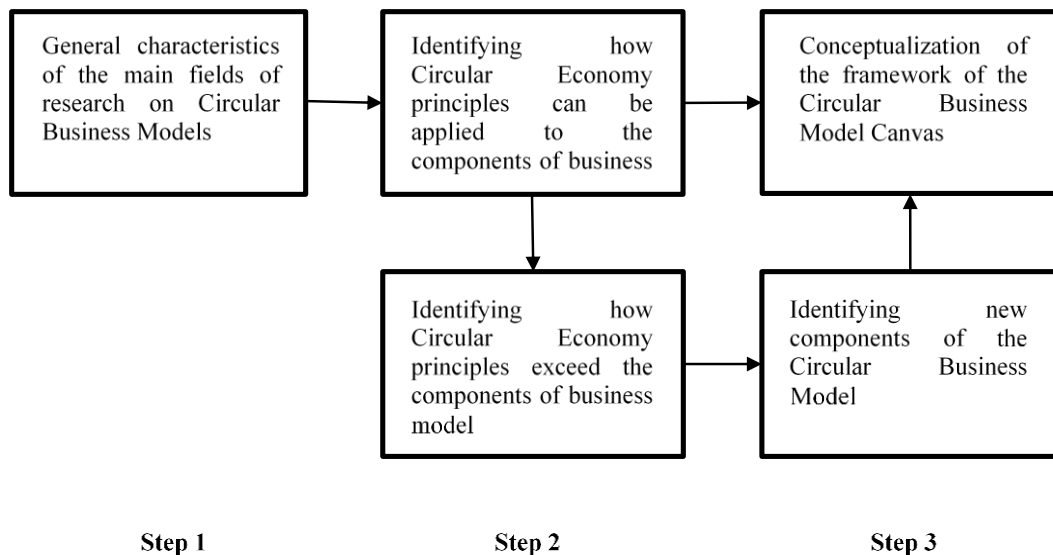 General characteristics
of the main fields of
research on Circular
Business Models
Identifying how
Circular Economy
principles can be
applied to the
components of business
Conceptualization of
the framework of the
Circular Business
Model Canvas
Identifying how
Circular Economy
principles exceed the
components of business
model
Identifying new
components of the
Circular Business
Model
Step 1
Step 2
Step 3